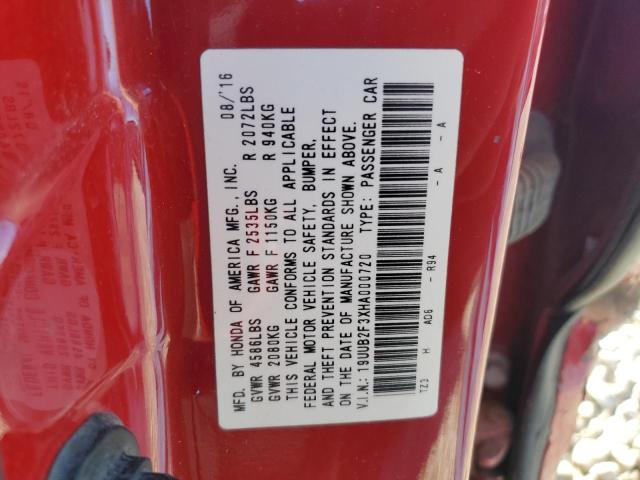 MFD. BY HONDA OF AMERICA MFG., INC. 08/'16
GVWR 4586LBS GAWR F 2535LBS R 2072LBS
GVWR 2080KG GAWR F 1150KG R 940KG
THIS VEHICLE CONFORMS TO ALL APPLICABLE
FEDERAL MOTOR VEHICLE SAFETY, BUMPER,
AND THEFT PREVENTION STANDARDS IN EFFECT
ON THE DATE OF MANUFACTURE SHOWN ABOVE.
V.I.N.: 19UUB2F3XHA000720 TYPE: PASSENGER CAR
TZ3 H AD6 - R94 - A - A